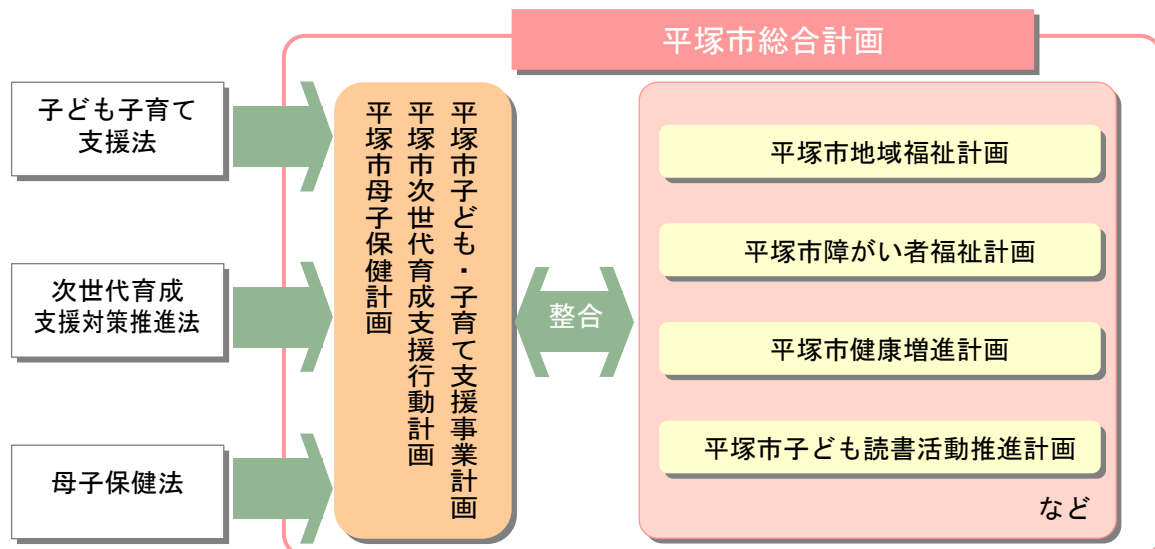 平塚市総合計画
子ども子育て
支援法
次世代育成
支援対策推進法
母子保健法
平塚市子ども・子育て支援事業計画
平塚市次世代育成支援行動計画
平塚市母子保健計画
整合
平塚市地域福祉計画
平塚市障がい者福祉計画
平塚市健康増進計画
平塚市子ども読書活動推進計画
など